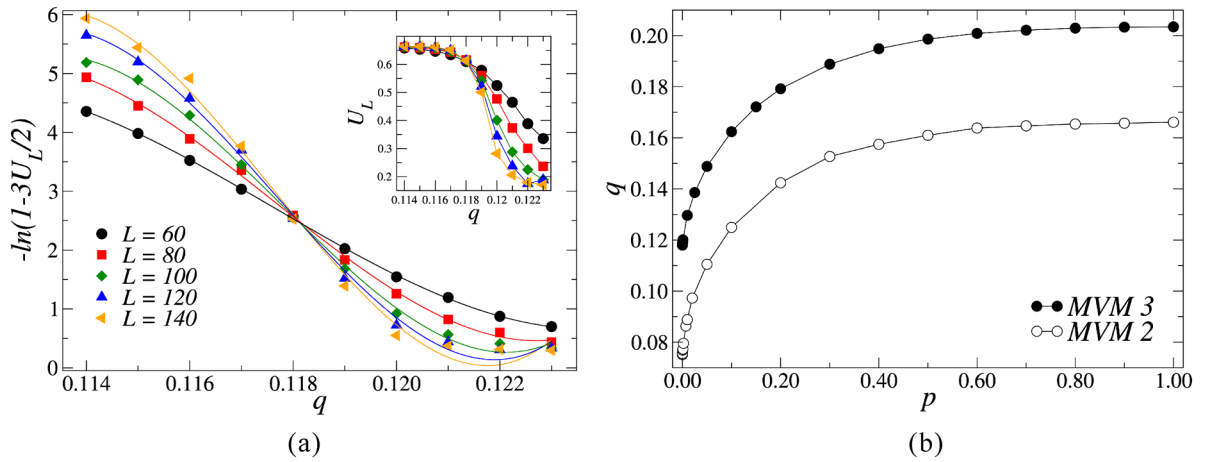 6
5
4
3
2
1
0
-ln(1-3U_L/2)
L = 60
L = 80
L = 100
L = 120
L = 140
0.114
0.116
0.118
0.120
0.122
q
0.6
0.5
0.4
0.3
0.2
U_L
0.114 0.116 0.118 0.12 0.122
q
(a)
0.20
0.18
0.16
0.14
0.12
0.10
0.08
q
MVM 3
MVM 2
0.00 0.20 0.40 0.60 0.80 1.00
p
(b)